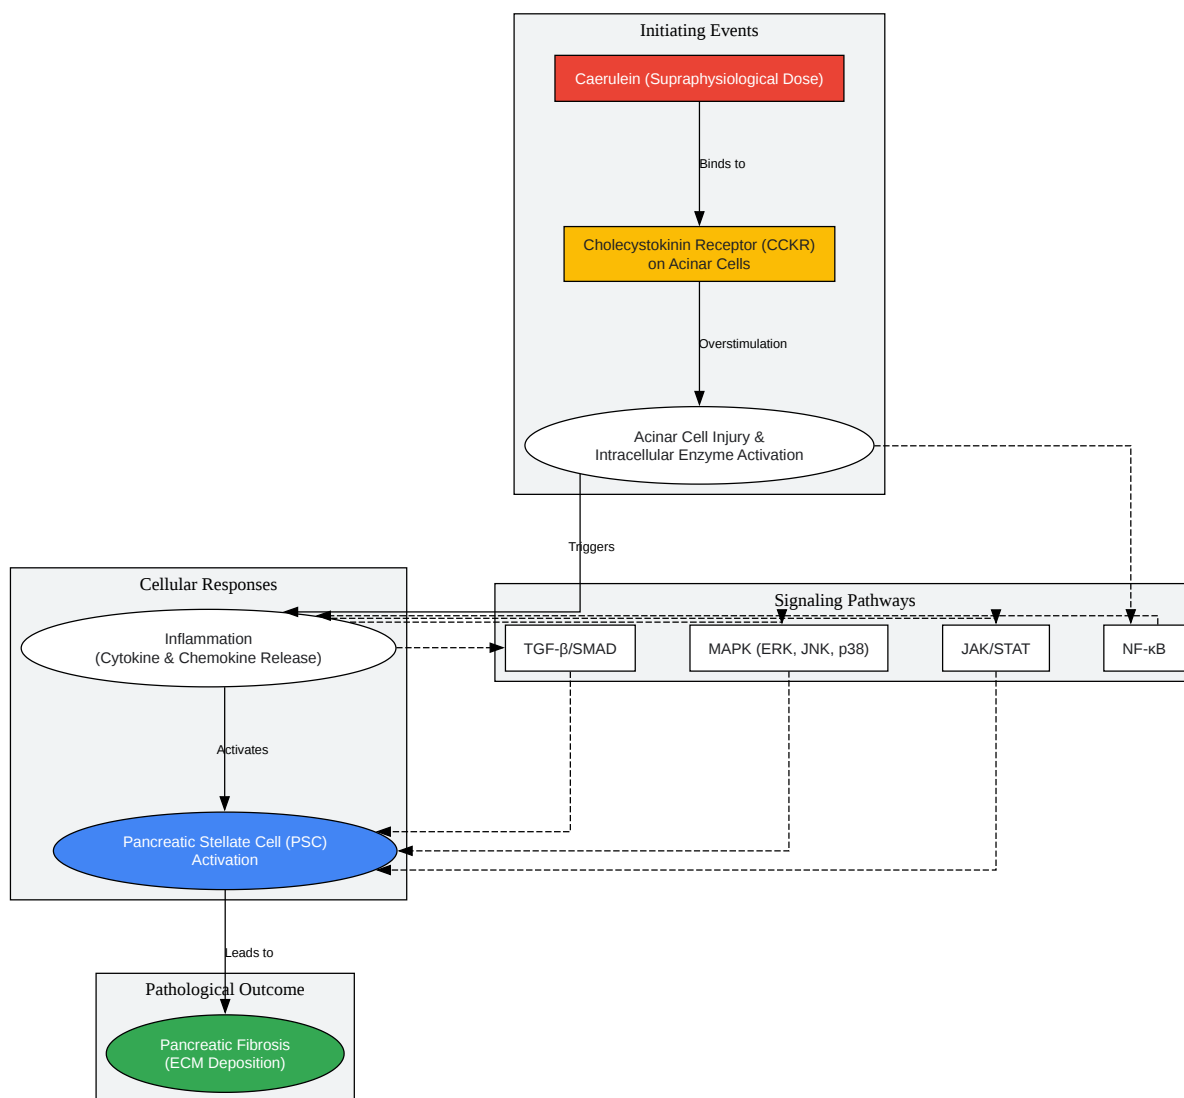 Initiating Events
Caerulein (Supraphysiological Dose)
Binds to
Cholecystokinin Receptor (CCKR)
on Acinar Cells
Overstimulation
Acinar Cell Injury &
Intracellular Enzyme Activation
Triggers
Cellular Responses
Inflammation
(Cytokine & Chemokine Release)
Signaling Pathways
TGF-β/SMAD
MAPK (ERK, JNK, p38)
JAK/STAT
NF-κB
Activates
Pancreatic Stellate Cell (PSC)
Activation
Leads to
Pathological Outcome
Pancreatic Fibrosis
(ECM Deposition)